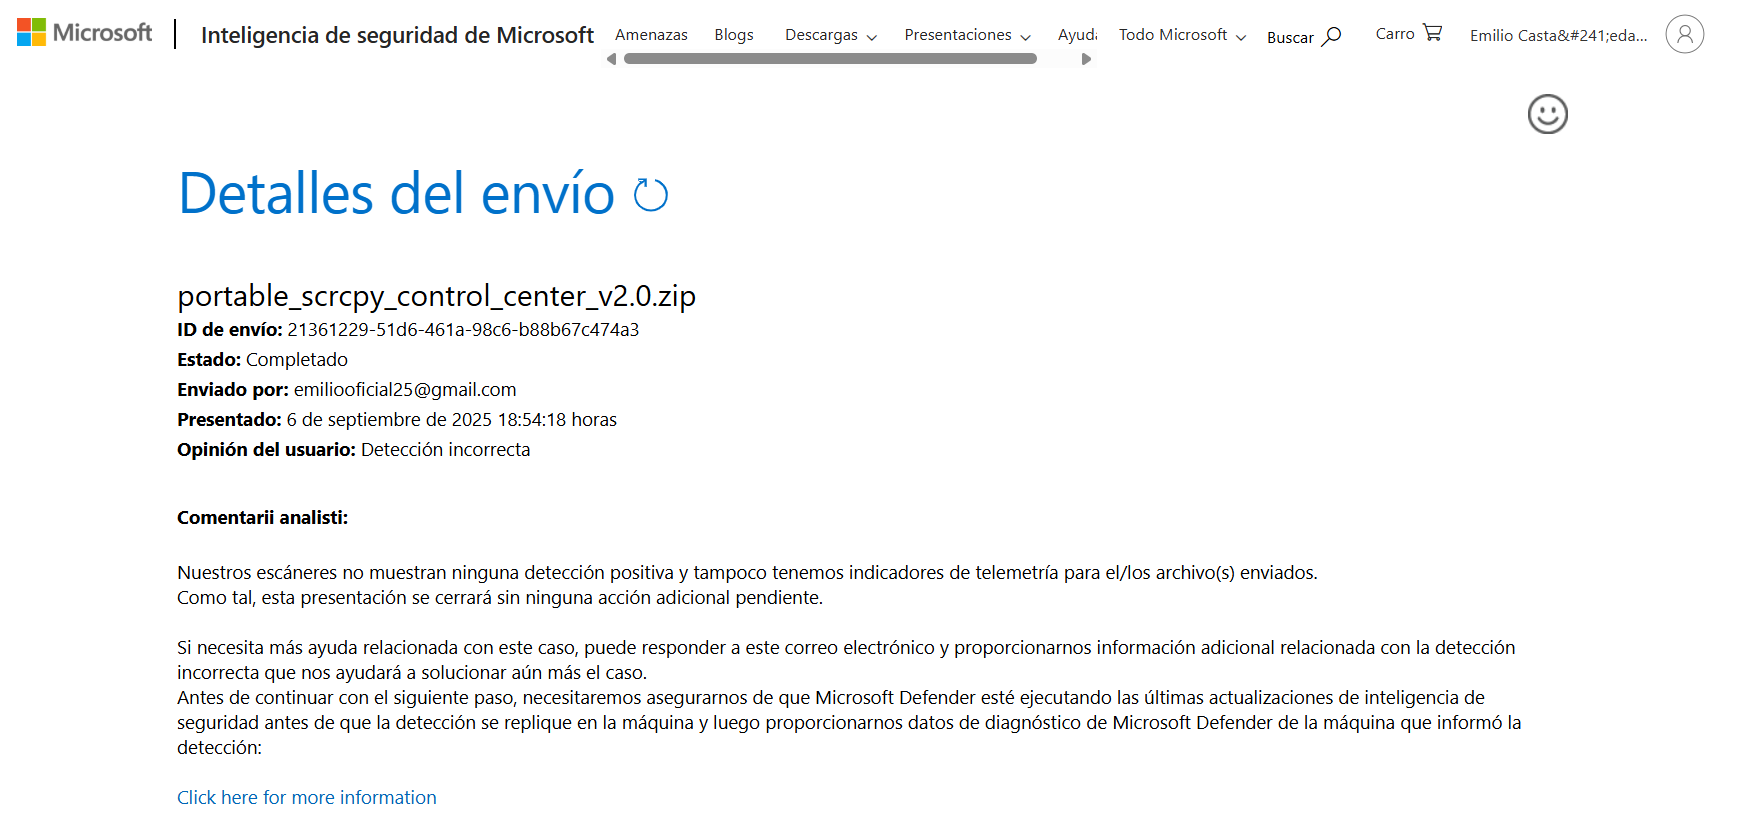 Microsoft
Inteligencia de seguridad de Microsoft
Amenazas
Blogs
Descargas
Presentaciones
Ayuda
Todo Microsoft
Buscar
Carro
Emilio Casta&#241;eda...
Detalles del envío
portable_scrcpy_control_center_v2.0.zip
ID de envío: 21361229-51d6-461a-98c6-b88b67c474a3
Estado: Completado
Enviado por: emiliooficial25@gmail.com
Presentado: 6 de septiembre de 2025 18:54:18 horas
Opinión del usuario: Detección incorrecta
Comentarii analisti:
Nuestros escáneres no muestran ninguna detección positiva y tampoco tenemos indicadores de telemetría para el/los archivo(s) enviados.
Como tal, esta presentación se cerrará sin ninguna acción adicional pendiente.
Si necesita más ayuda relacionada con este caso, puede responder a este correo electrónico y proporcionarnos información adicional relacionada con la detección
incorrecta que nos ayudará a solucionar aún más el caso.
Antes de continuar con el siguiente paso, necesitaremos asegurarnos de que Microsoft Defender esté ejecutando las últimas actualizaciones de inteligencia de
seguridad antes de que la detección se replique en la máquina y luego proporcionarnos datos de diagnóstico de Microsoft Defender de la máquina que informó la
detección:
Click here for more information